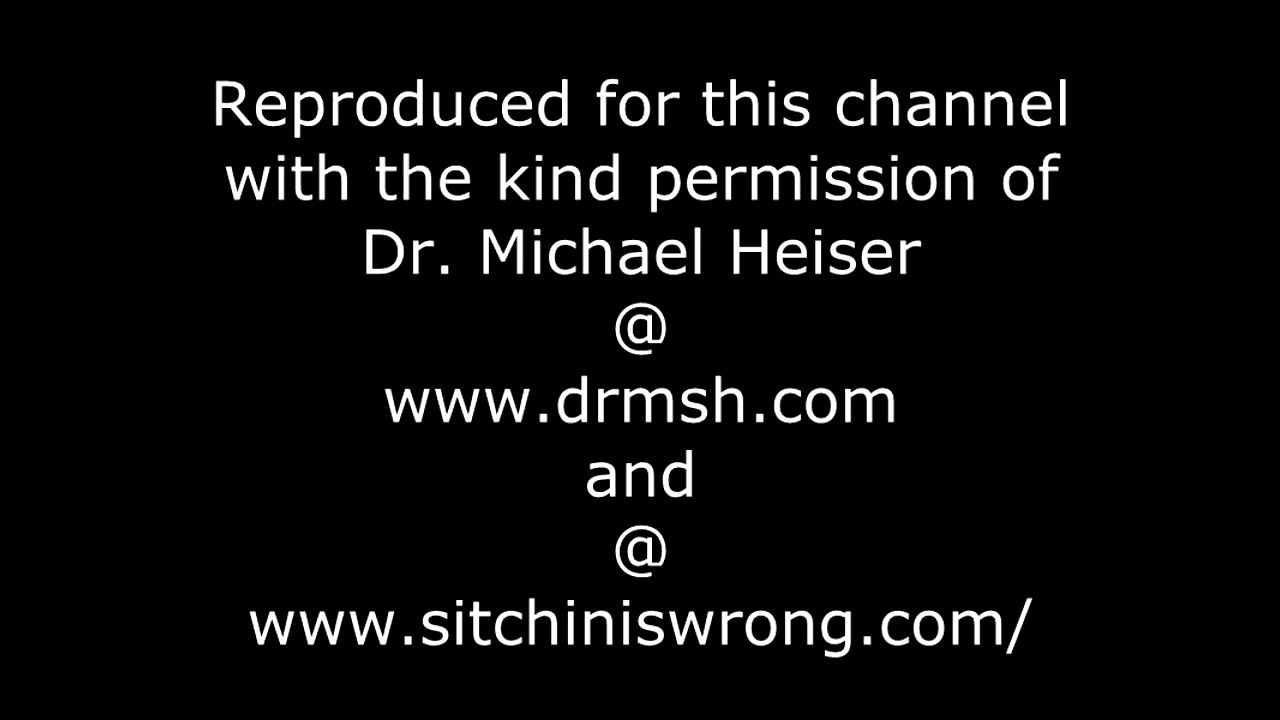 Reproduced for this channel
with the kind permission of
Dr. Michael Heiser
@
www.drmsh.com
and
@
www.sitchiniswrong.com/